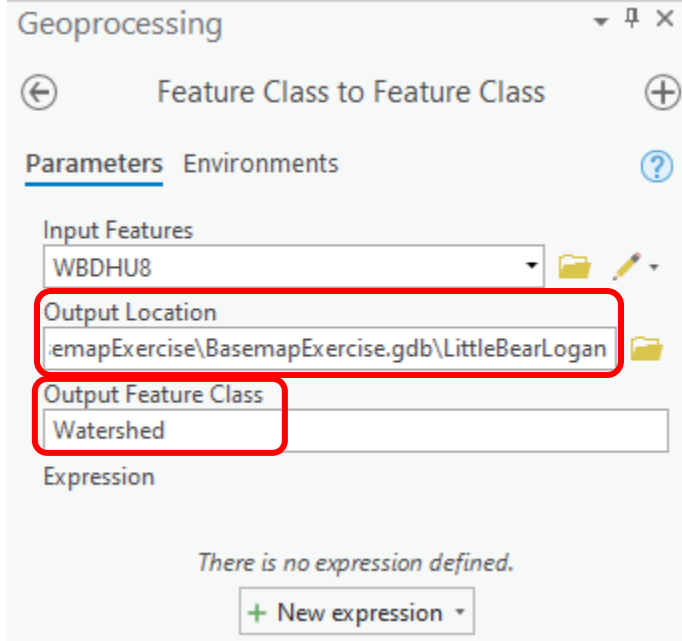 Geoprocessing
Feature Class to Feature Class
Parameters Environments
Input Features
WBDHU8
Output Location
emapExercise\BasemapExercise.gdb\LittleBearLogan
Output Feature Class
Watershed
Expression
There is no expression defined.
+ New expression